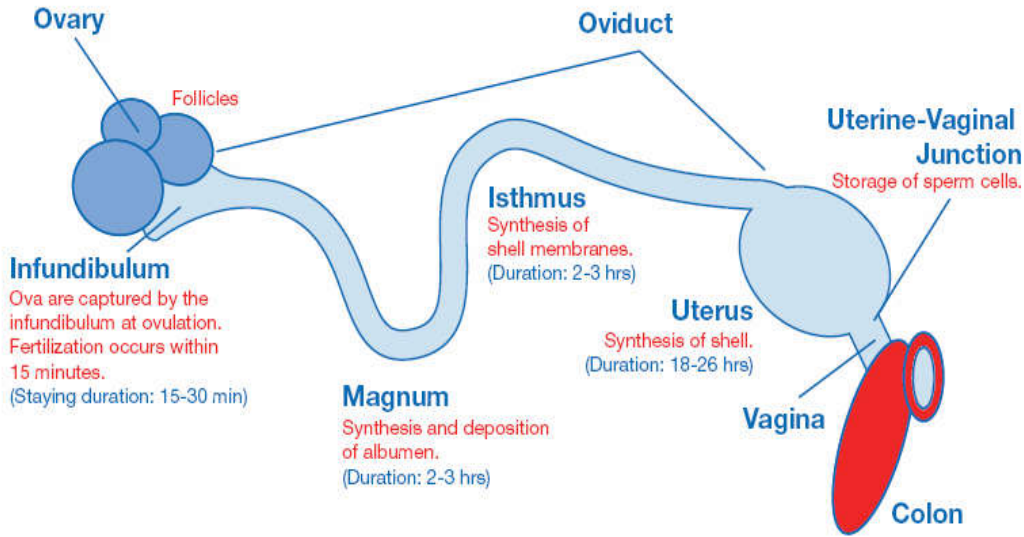 Ovary
Oviduct
Follicles
Uterine-Vaginal
Junction
Storage of sperm cells.
Isthmus
Synthesis of
shell membranes.
(Duration: 2-3 hrs)
Infundibulum
Ova are captured by the
infundibulum at ovulation.
Fertilization occurs within
15 minutes.
(Staying duration: 15-30 min)
Uterus
Synthesis of shell.
(Duration: 18-26 hrs)
Magnum
Synthesis and deposition
of albumen.
(Duration: 2-3 hrs)
Vagina
Colon